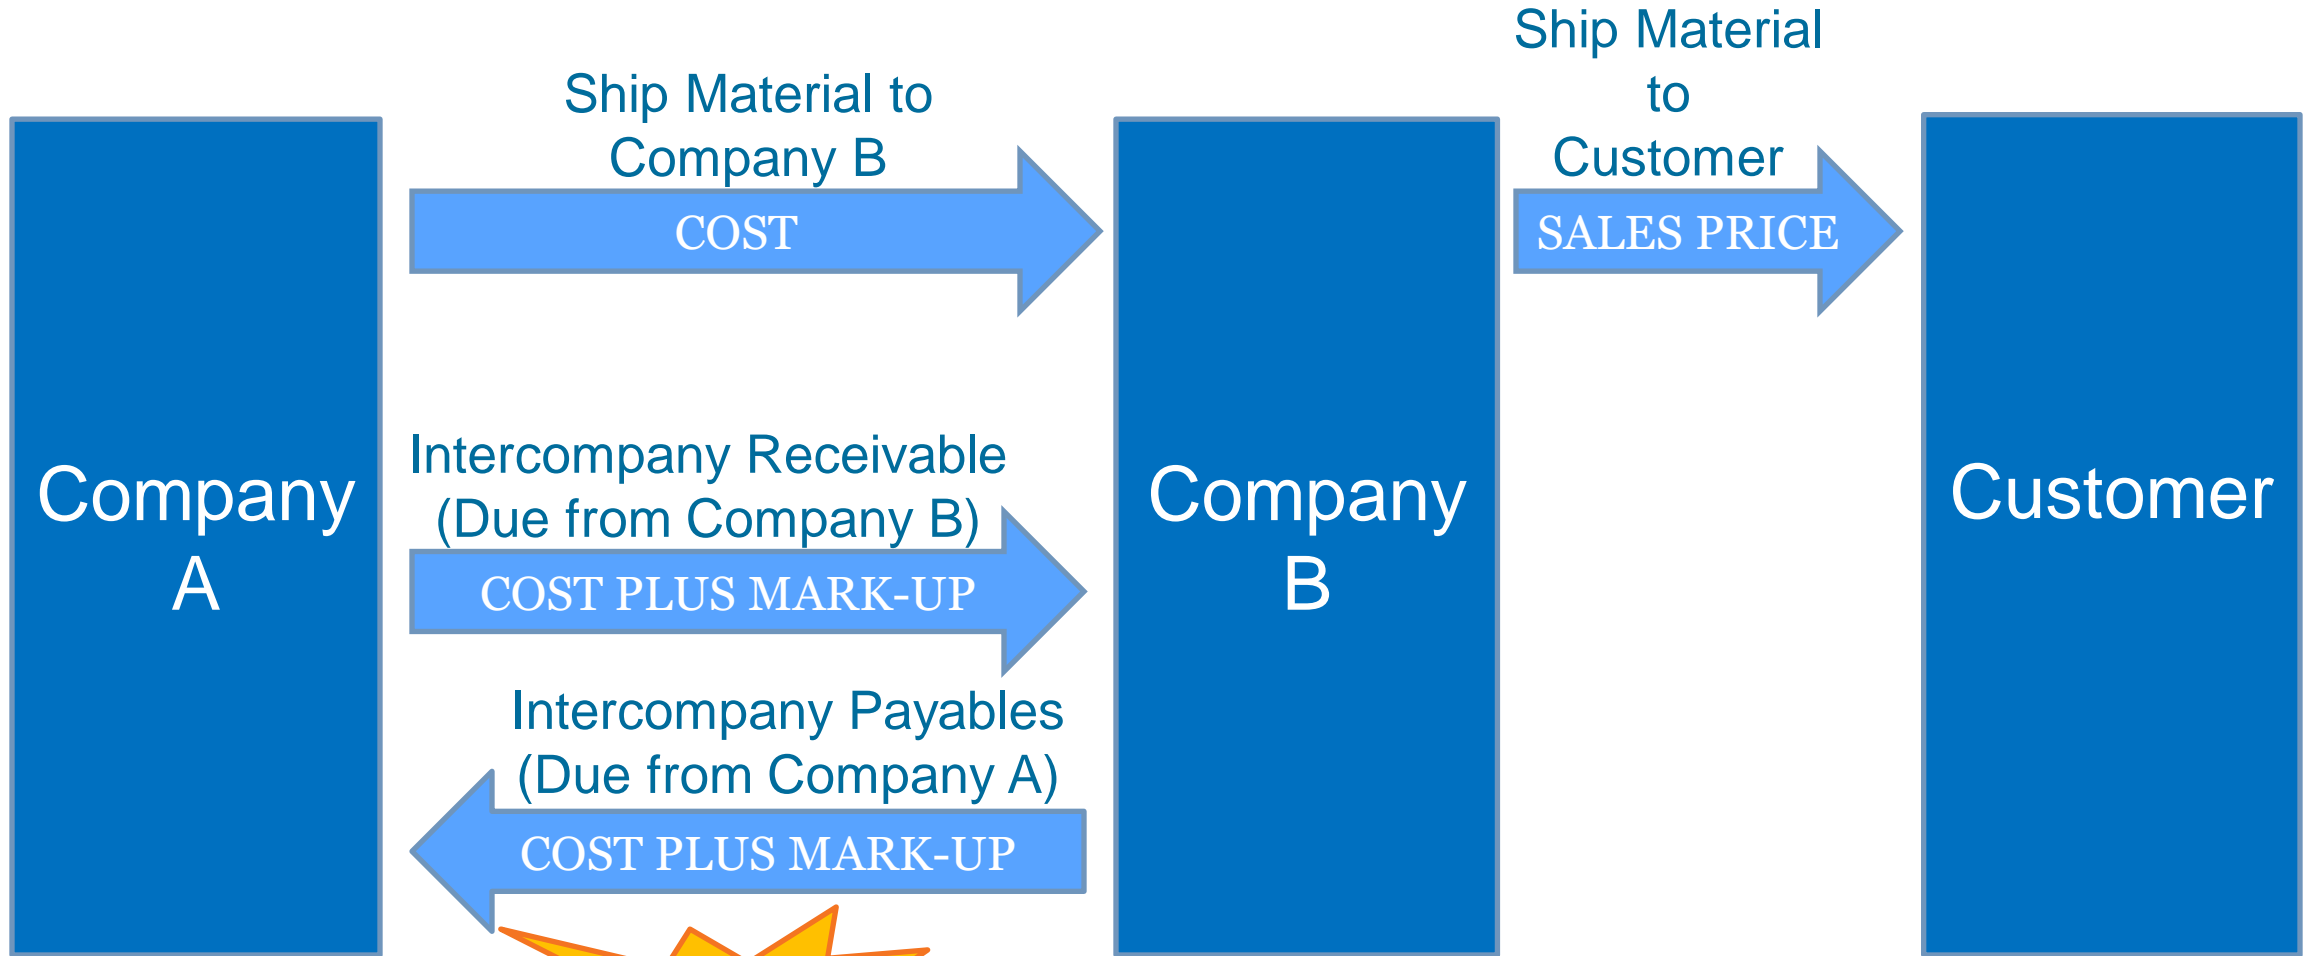 Ship Material to
Company B
COST
Ship Material
to
Customer
SALES PRICE
Company
A
Intercompany Receivable
(Due from Company B)
COST PLUS MARK-UP
Intercompany Payables
(Due from Company A)
COST PLUS MARK-UP
Company
B
Customer